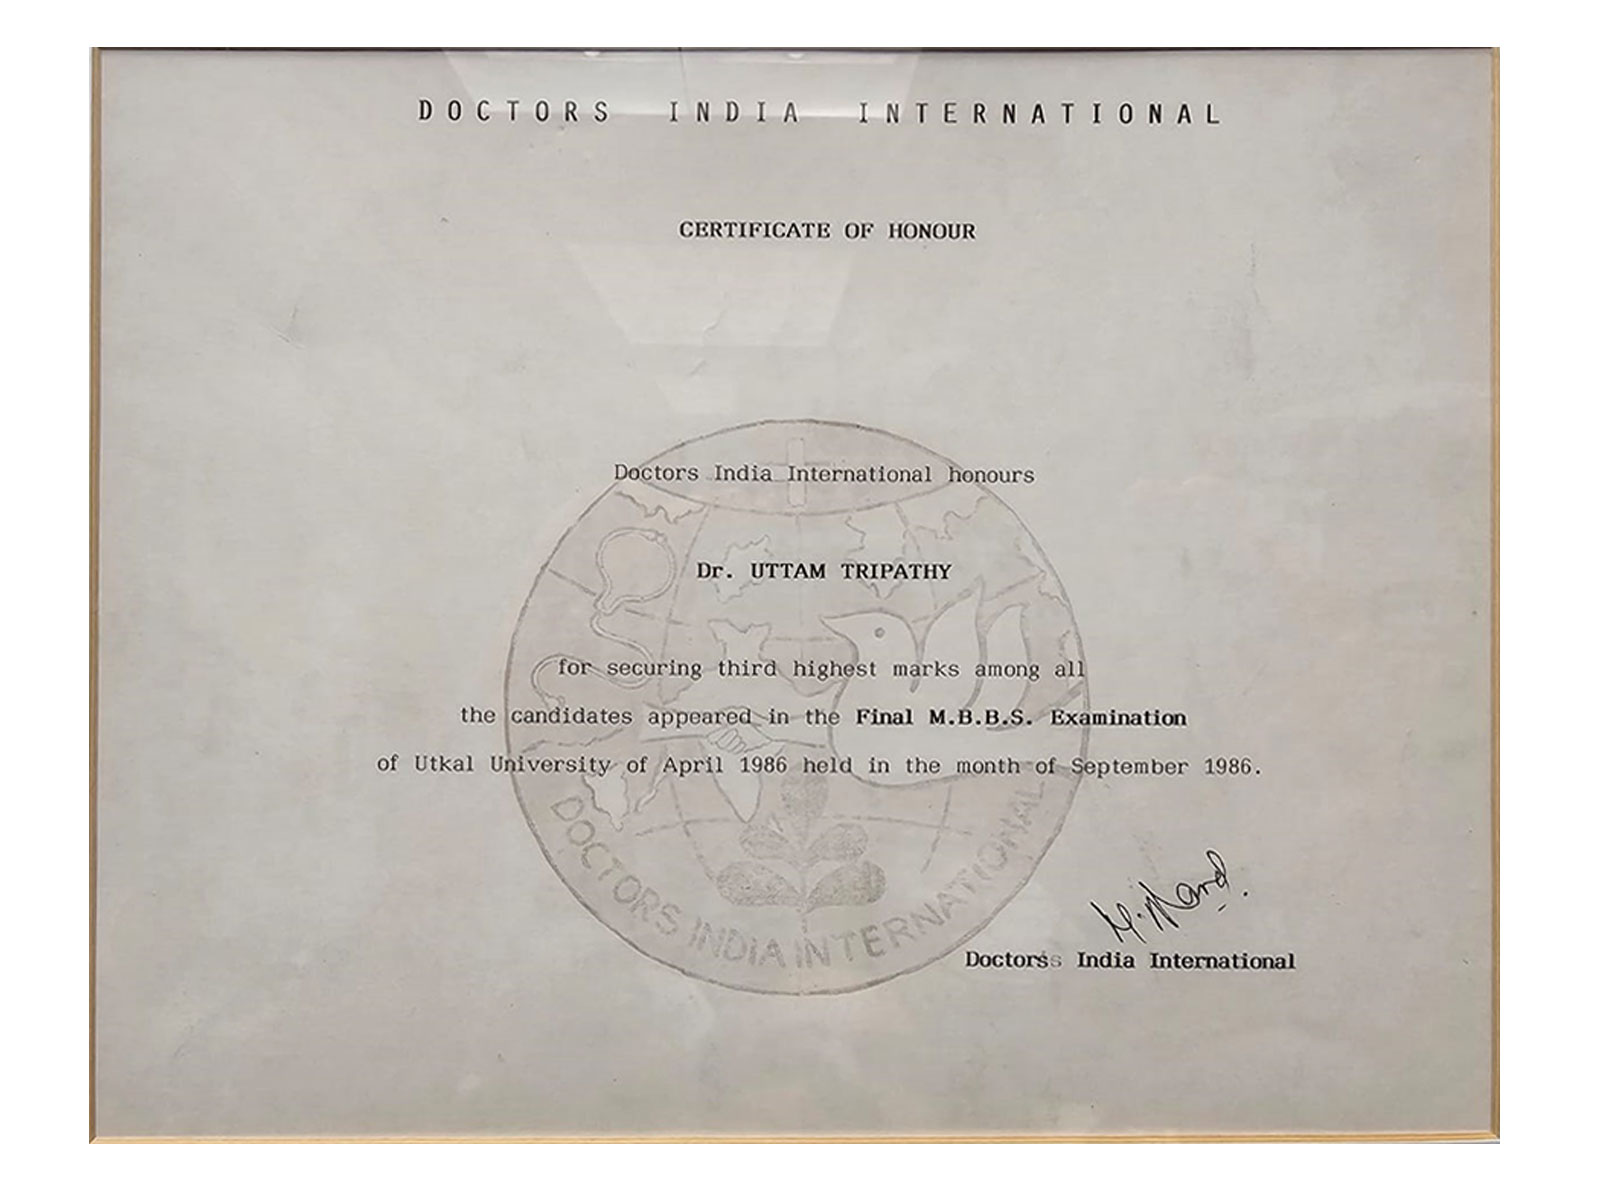 DOCTORS INDIA INTERNATIONAL
CERTIFICATE OF HONOUR
Doctors India International honours
Dr. UTTAM TRIPATHY
for securing third highest marks among all
the candidates appeared in the Final M.B.B.S. Examination
of Utkal University of April 1986 held in the month of September 1986.
DOCTORS INDIA INTERNATIONAL
Doctorss India International